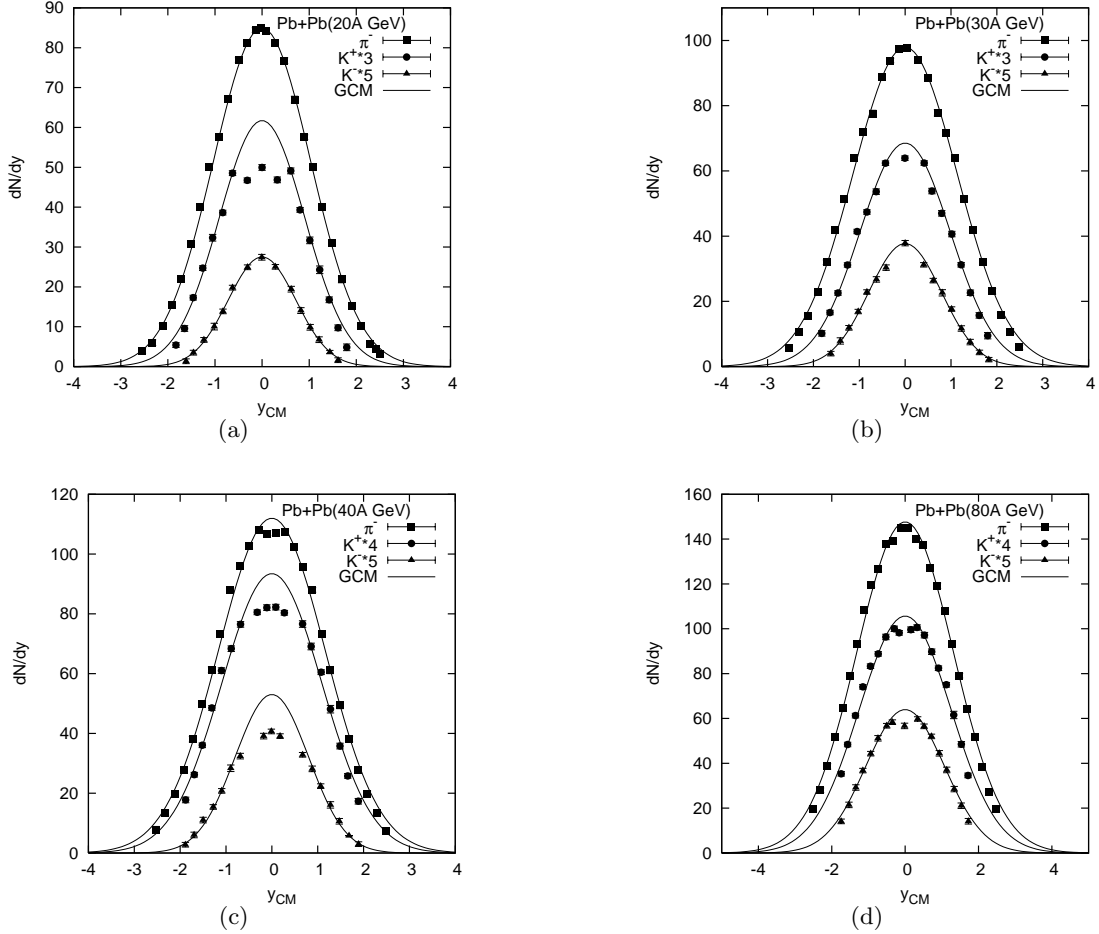 Pb+Pb(20A GeV)
π-
K+*3
K-*5
GCM
dN/dy
90
80
70
60
50
40
30
20
10
0
-4 -3 -2 -1 0 1 2 3 4
yCM
(a)
Pb+Pb(30A GeV)
π-
K+*3
K-*5
GCM
dN/dy
100
80
60
40
20
0
-4 -3 -2 -1 0 1 2 3 4
yCM
(b)
Pb+Pb(40A GeV)
π-
K+*4
K-*5
GCM
dN/dy
120
100
80
60
40
20
0
-4 -3 -2 -1 0 1 2 3 4
yCM
(c)
Pb+Pb(80A GeV)
π-
K+*4
K-*5
GCM
dN/dy
160
140
120
100
80
60
40
20
0
-4 -2 0 2 4
yCM
(d)